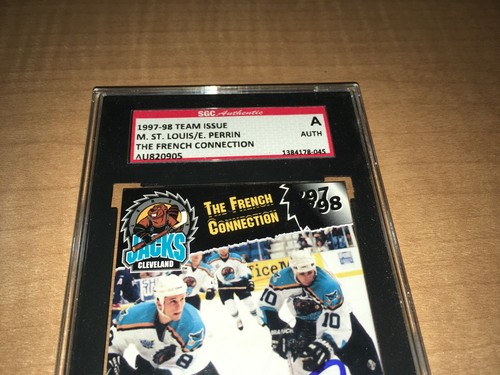 SGC Authentic
1997-98 TEAM ISSUE
M. ST. LOUIS/E. PERRIN
THE FRENCH CONNECTION
AU820905
A
AUTH
1384178-045
THE FRENCH
CONNECTION
'97
'98
JACKS
CLEVELAND
Office M
10
10
8